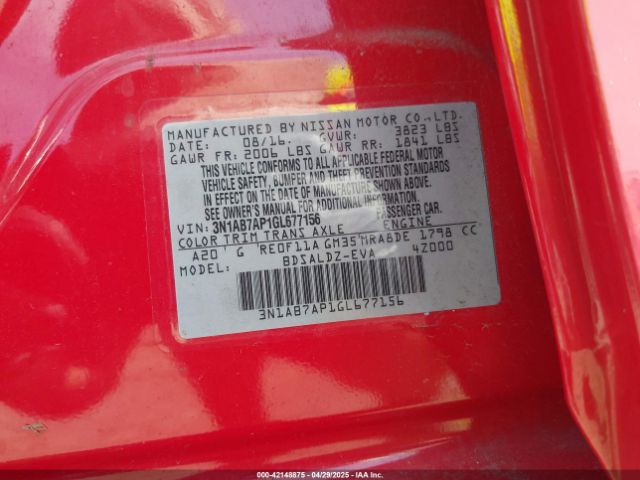 MANUFACTURED BY NISSAN MOTOR CO.,LTD.
DATE: 08/16, GVWR: 3823 LBS
GAWR FR: 2006 LBS GAWR RR: 1841 LBS
THIS VEHICLE CONFORMS TO ALL APPLICABLE FEDERAL MOTOR
VEHICLE SAFETY, BUMPER AND THEFT PREVENTION STANDARDS
IN EFFECT ON THE DATE OF MANUFACTURE SHOWN ABOVE.
SEE OWNER'S MANUAL OR FOR ADDITIONAL INFORMATION.
VIN: 3N1AB7AP1GL677156 PASSENGER CAR.
COLOR TRIM TRANS AXLE ENGINE
A20 G RE0F11A GM35 MRA8DE 1798 CC
MODEL: BDSALDZ-EVA 42000
3N1AB7AP1GL677156
000-42148875 - 04/29/2025 - IAAI.COM